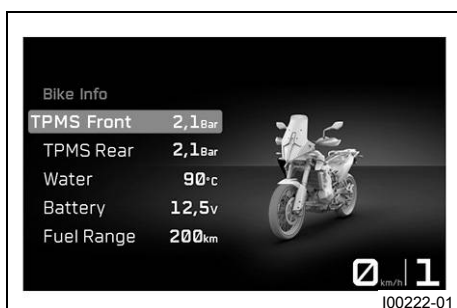 Bike Info
TPMS Front 2,1Bar
TPMS Rear 2,1Bar
Water 90°C
Battery 12,5V
Fuel Range 200km
0 km/h 1
I00222-01